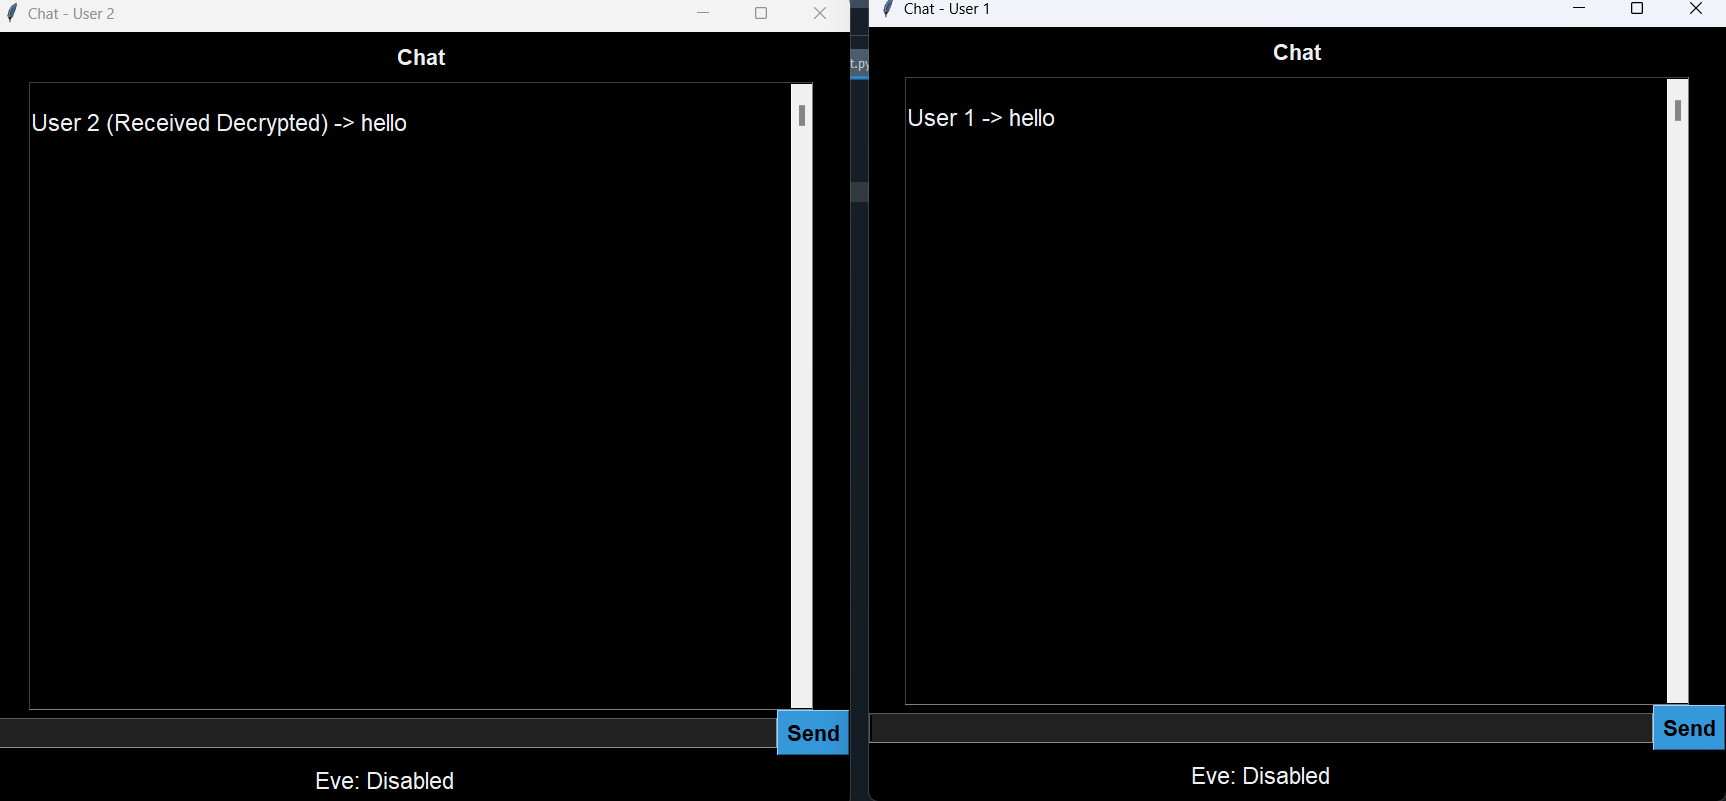 Chat - User 2
Chat
User 2 (Received Decrypted) -> hello
Send
Eve: Disabled
t.py
Chat - User 1
Chat
User 1 -> hello
Send
Eve: Disabled